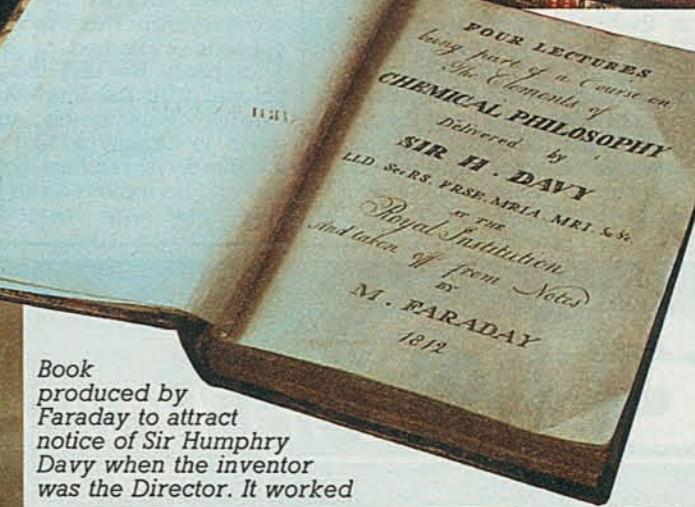 FOUR LECTURES
being part of a Course on
The Elements of
CHEMICAL PHILOSOPHY
Delivered by
SIR H. DAVY
LLD. SecRS. FRSE. MRIA. MRI. &c &c.
AT THE
Royal Institution
And taken off from Notes
BY
M. FARADAY
1812
Book
produced by
Faraday to attract
notice of Sir Humphry
Davy when the inventor
was the Director. It worked